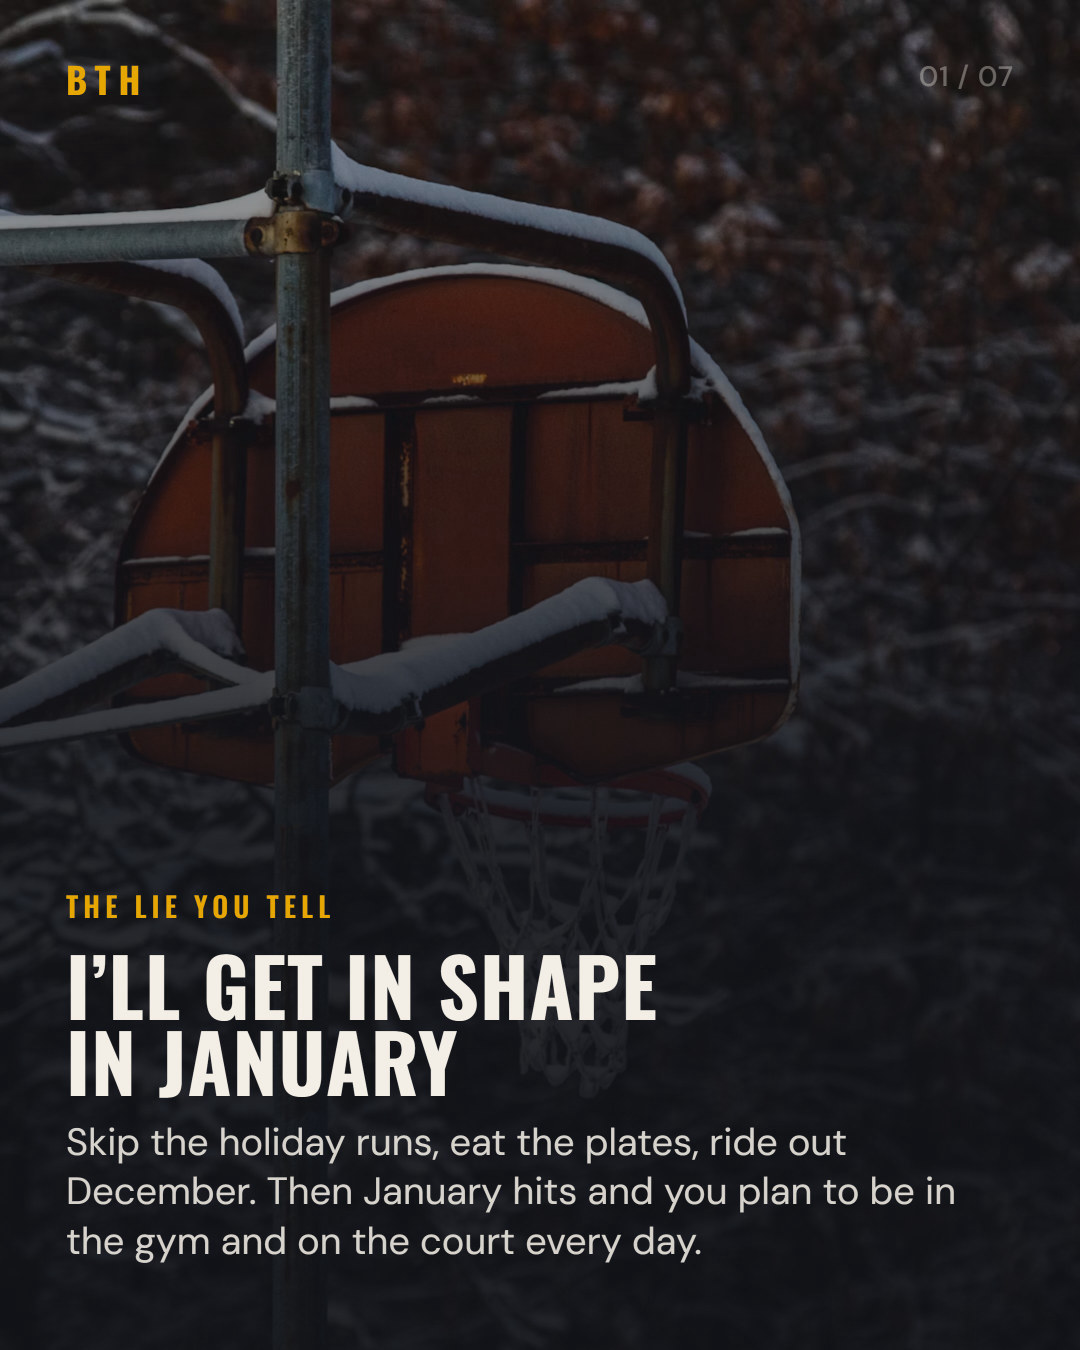 BTH
01 / 07
THE LIE YOU TELL
I’LL GET IN SHAPE
IN JANUARY
Skip the holiday runs, eat the plates, ride out
December. Then January hits and you plan to be in
the gym and on the court every day.